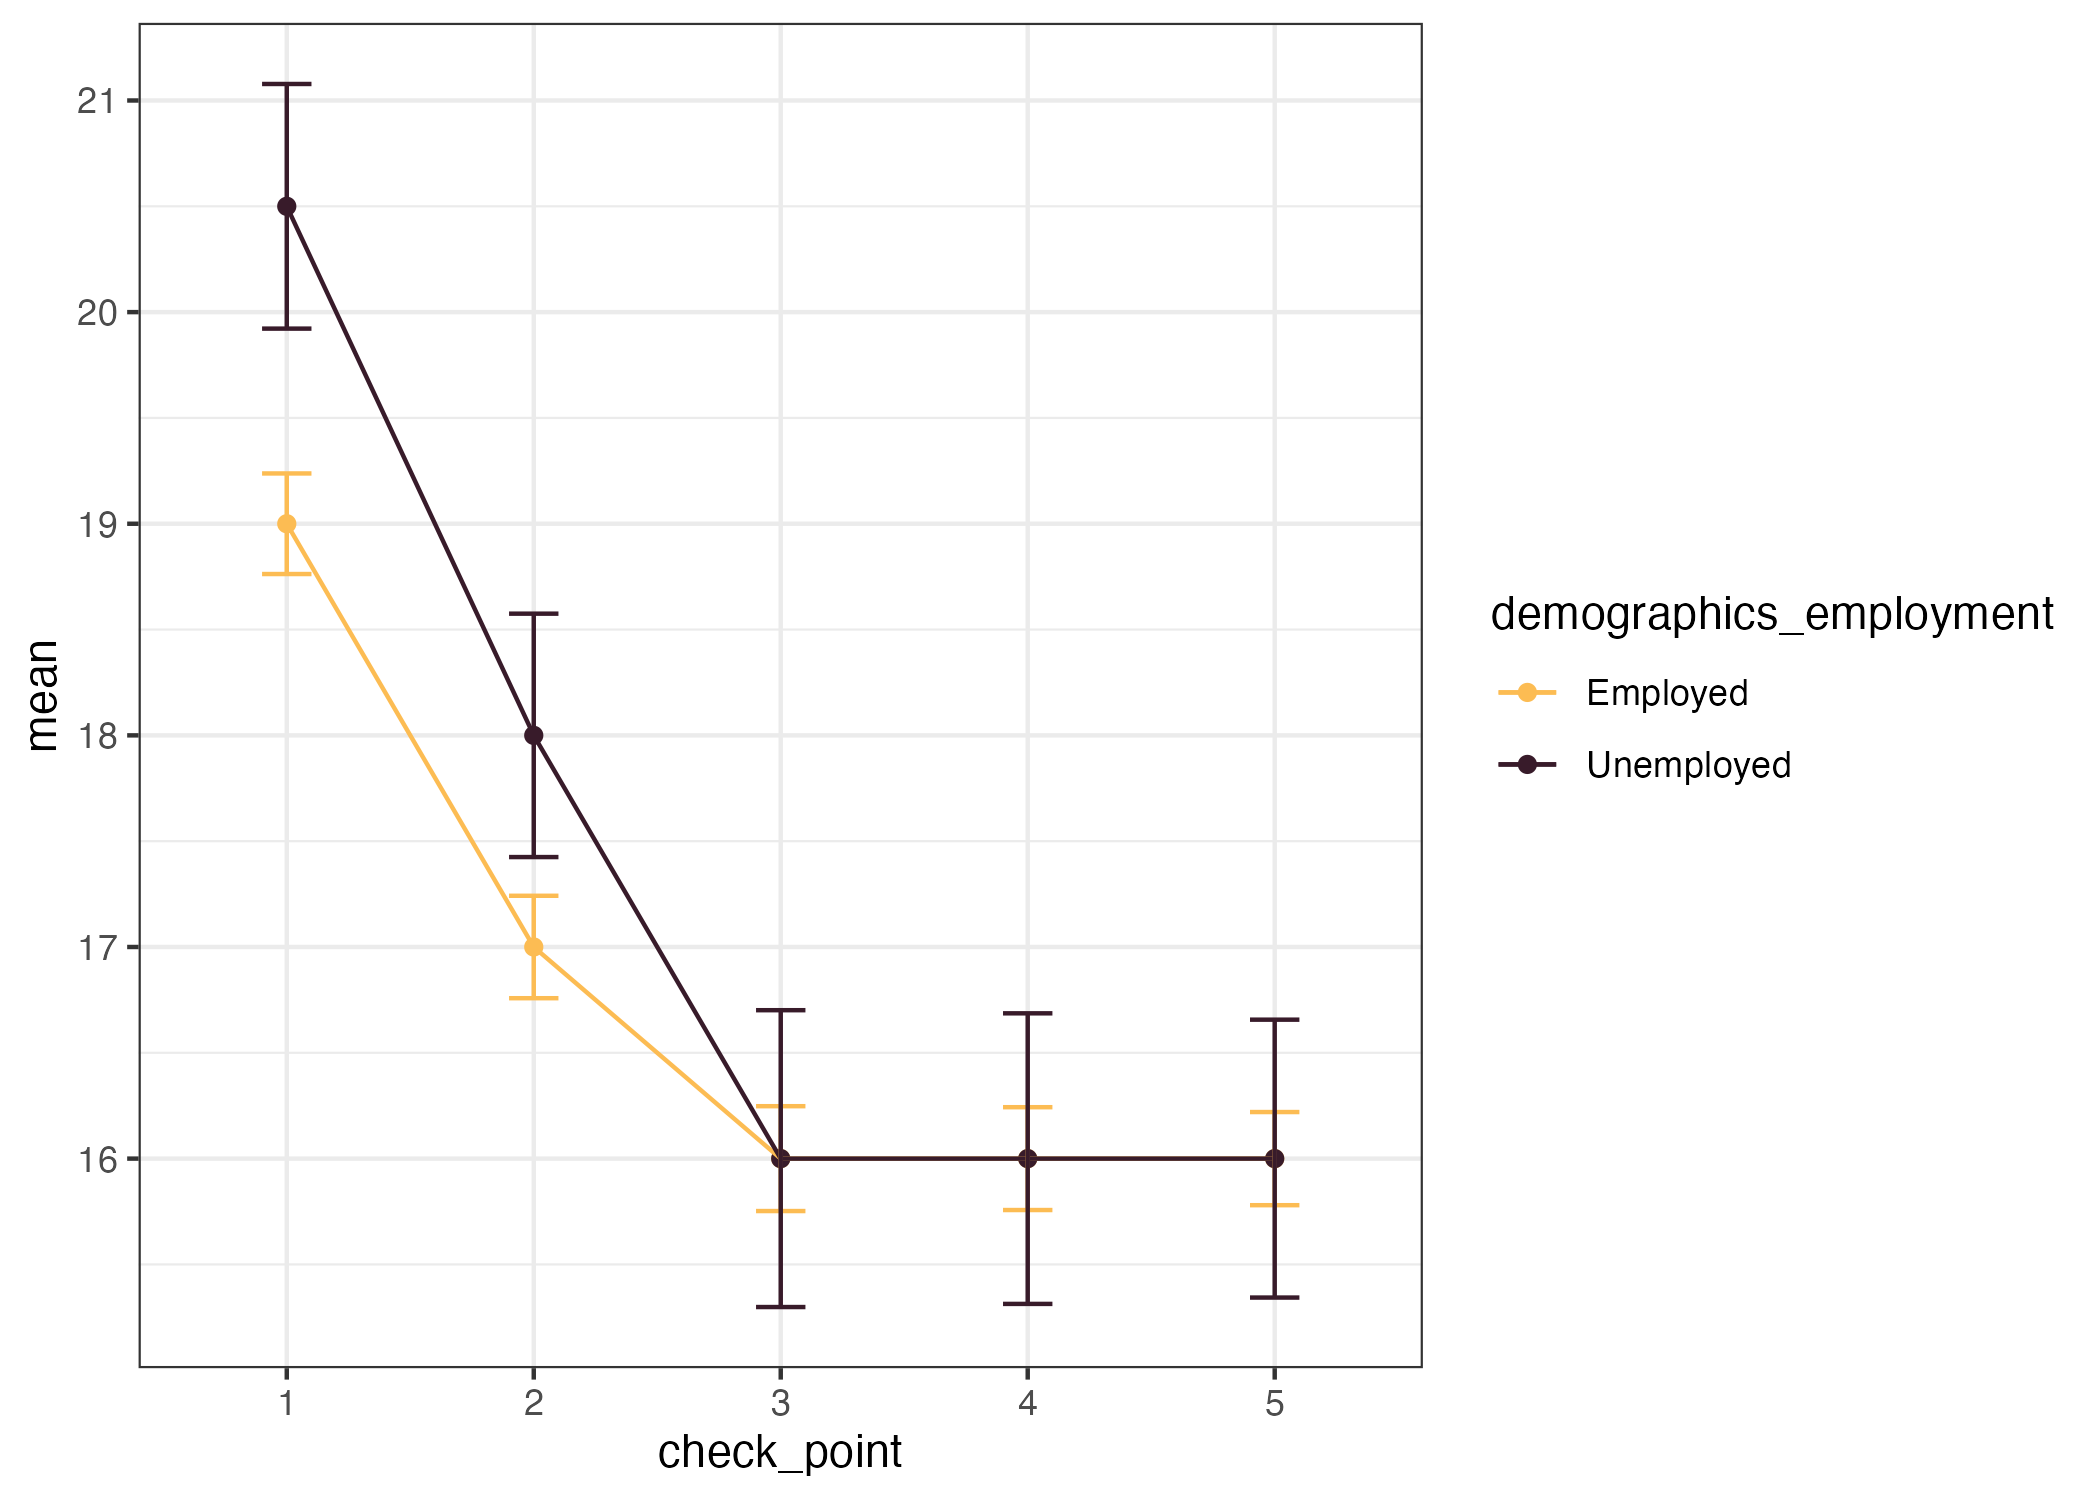 21
20
19
18
17
16
mean
1 2 3 4 5
check_point
demographics_employment
Employed
Unemployed